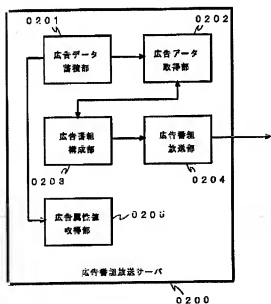 0201
0202
広告データ
蓄積部
広告データ
取得部
広告番組
構成部
広告番組
放送部
0203
0204
広告属性値
取得部
0205
広告番組放送サーバ
0200